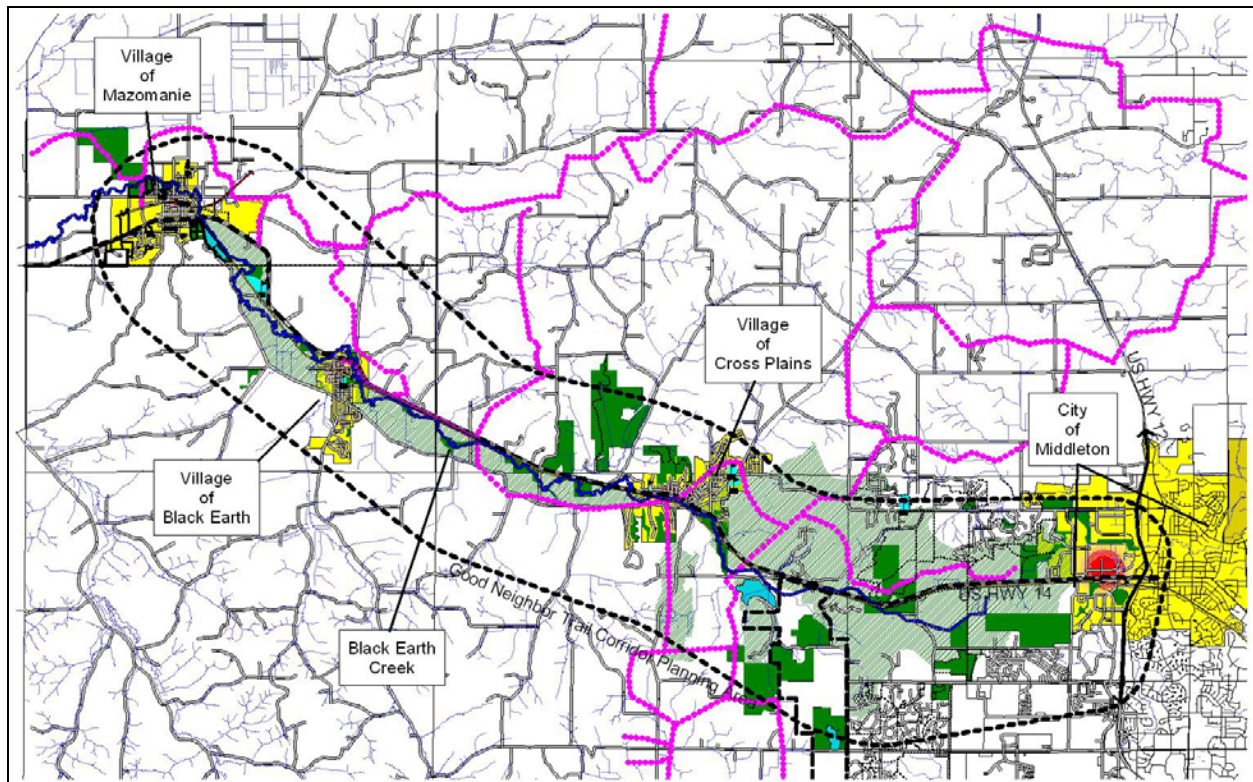 Village
of
Mazomanie
Village
of
Cross Plains
US HWY 12
City
of
Middleton
Village
of
Black Earth
Good Neighbor Trail Corridor Planning Area
US HWY 14
Black Earth
Creek